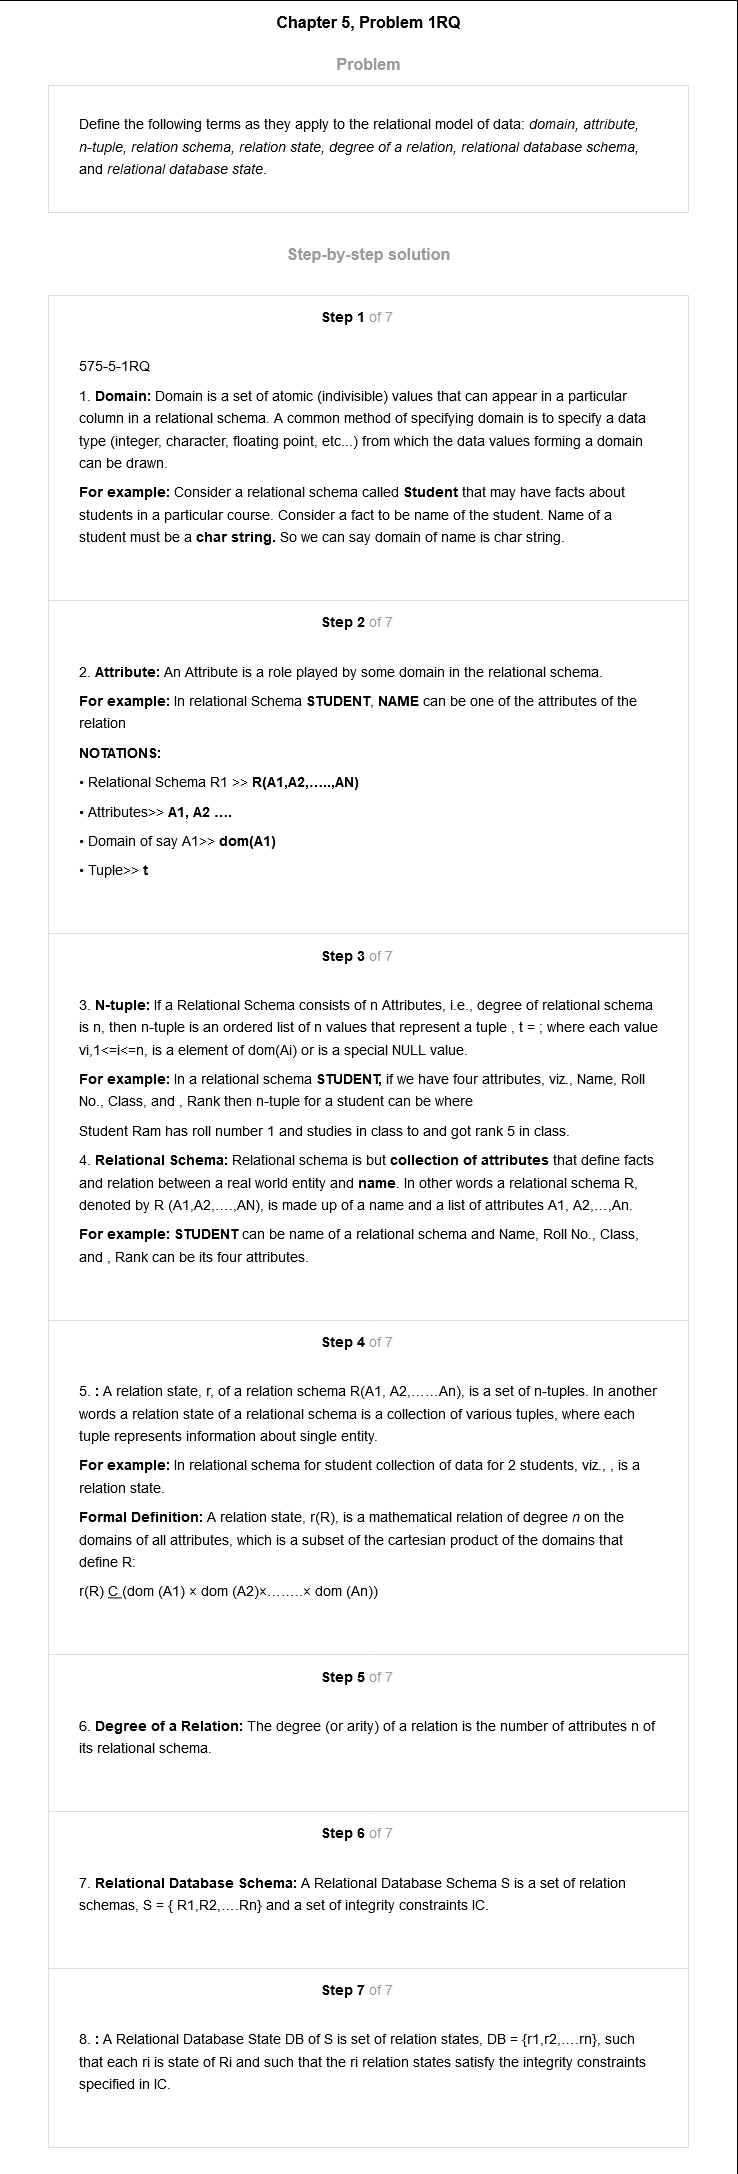 Chapter 5, Problem 1RQ
Problem
Define the following terms as they apply to the relational model of data: domain, attribute,
n-tuple, relation schema, relation state, degree of a relation, relational database schema,
and relational database state.
Step-by-step solution
Step 1 of 7
575-5-1RQ
1. Domain: Domain is a set of atomic (indivisible) values that can appear in a particular
column in a relational schema. A common method of specifying domain is to specify a data
type (integer, character, floating point, etc...) from which the data values forming a domain
can be drawn.
For example: Consider a relational schema called Student that may have facts about
students in a particular course. Consider a fact to be name of the student. Name of a
student must be a char string. So we can say domain of name is char string.
Step 2 of 7
2. Attribute: An Attribute is a role played by some domain in the relational schema.
For example: In relational Schema STUDENT, NAME can be one of the attributes of the
relation
NOTATIONS:
• Relational Schema R1 >> R(A1,A2,…..,AN)
• Attributes>> A1, A2 ….
• Domain of say A1>> dom(A1)
• Tuple>> t
Step 3 of 7
3. N-tuple: If a Relational Schema consists of n Attributes, i.e., degree of relational schema
is n, then n-tuple is an ordered list of n values that represent a tuple , t = ; where each value
vi,1<=i<=n, is a element of dom(Ai) or is a special NULL value.
For example: In a relational schema STUDENT, if we have four attributes, viz., Name, Roll
No., Class, and , Rank then n-tuple for a student can be where
Student Ram has roll number 1 and studies in class to and got rank 5 in class.
4. Relational Schema: Relational schema is but collection of attributes that define facts
and relation between a real world entity and name. In other words a relational schema R,
denoted by R (A1,A2,….,AN), is made up of a name and a list of attributes A1, A2,…,An.
For example: STUDENT can be name of a relational schema and Name, Roll No., Class,
and , Rank can be its four attributes.
Step 4 of 7
5. : A relation state, r, of a relation schema R(A1, A2,……An), is a set of n-tuples. In another
words a relation state of a relational schema is a collection of various tuples, where each
tuple represents information about single entity.
For example: In relational schema for student collection of data for 2 students, viz., , is a
relation state.
Formal Definition: A relation state, r(R), is a mathematical relation of degree n on the
domains of all attributes, which is a subset of the cartesian product of the domains that
define R:
r(R) C (dom (A1) × dom (A2)×……..× dom (An))
Step 5 of 7
6. Degree of a Relation: The degree (or arity) of a relation is the number of attributes n of
its relational schema.
Step 6 of 7
7. Relational Database Schema: A Relational Database Schema S is a set of relation
schemas, S = { R1,R2,….Rn} and a set of integrity constraints IC.
Step 7 of 7
8. : A Relational Database State DB of S is set of relation states, DB = {r1,r2,….rn}, such
that each ri is state of Ri and such that the ri relation states satisfy the integrity constraints
specified in IC.